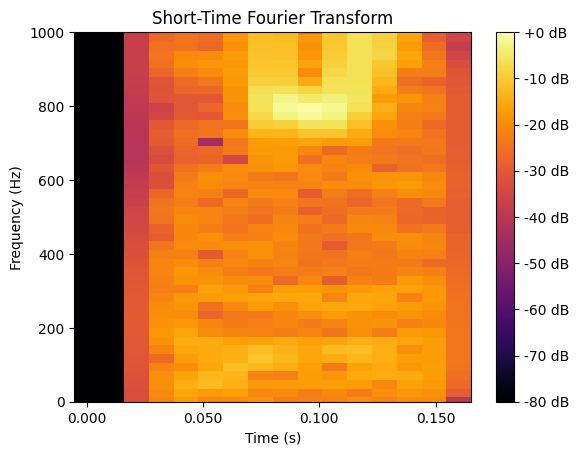 Short-Time Fourier Transform
1000
800
600
400
200
0
Frequency (Hz)
0.000
0.050
0.100
0.150
Time (s)
+0 dB
-10 dB
-20 dB
-30 dB
-40 dB
-50 dB
-60 dB
-70 dB
-80 dB